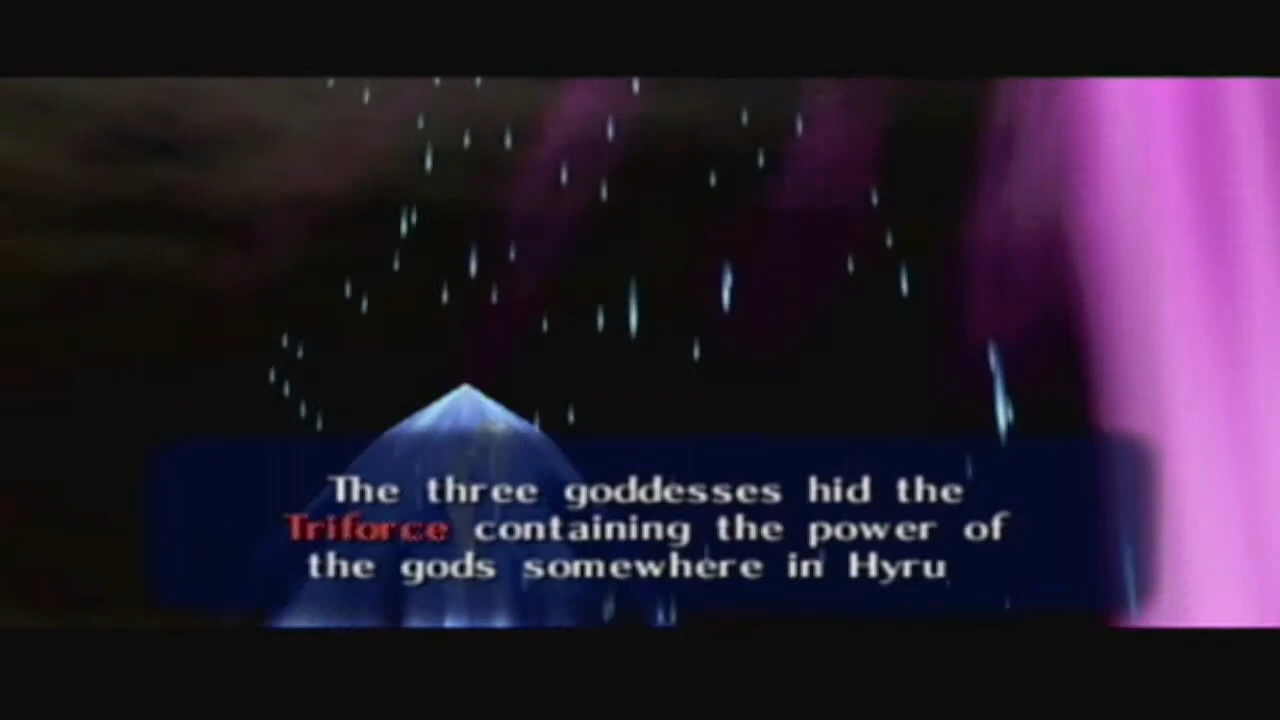 The three goddesses hid the
Triforce containing the power of
the gods somewhere in Hyru